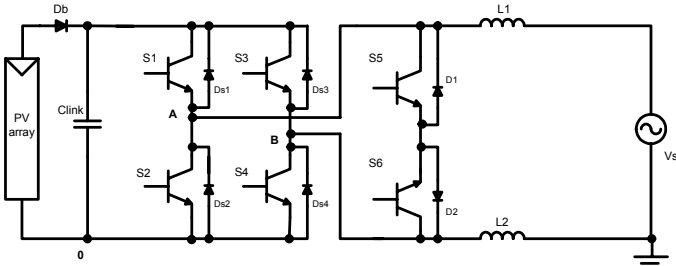 Db
L1
S1
S3
S5
D1
Ds1
Ds3
PV
array
Clink
A
B
Vs
S2
S4
S6
Ds2
Ds4
D2
L2
0